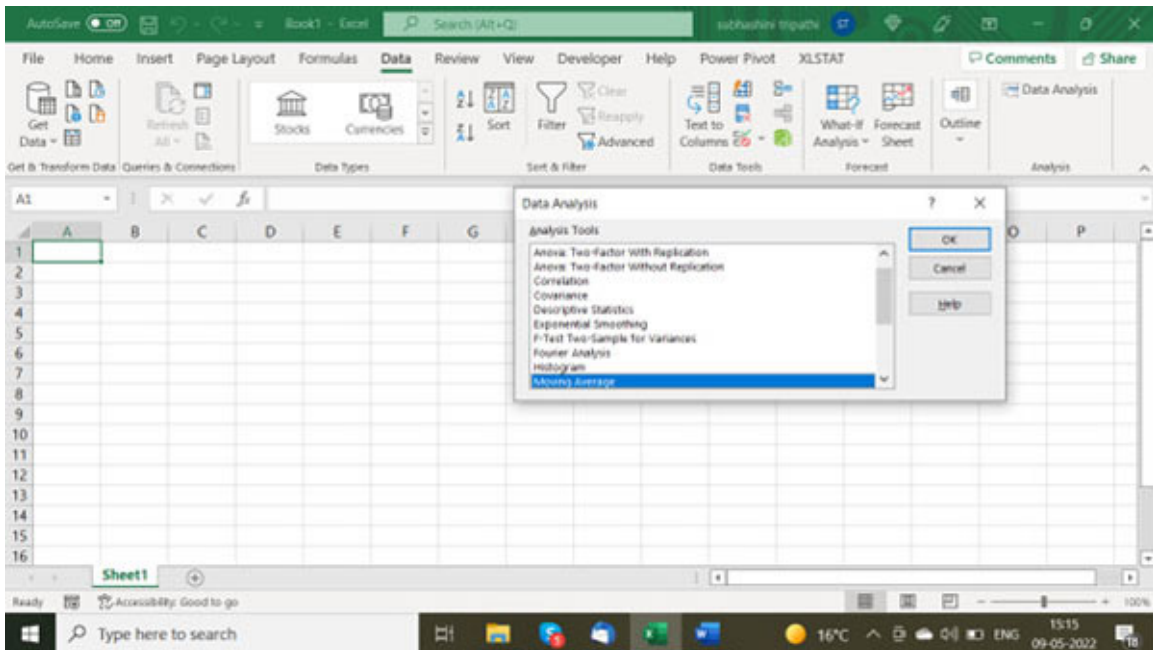 AutoSave Off Book1 - Excel Search (Alt+Q) subhashini tripathi ST
File Home Insert Page Layout Formulas Data Review View Developer Help Power Pivot XLSTAT Comments Share
Get Data
Refresh All
Stocks Currencies
Sort Filter Clear Reapply Advanced
Text to Columns
What-If Analysis Forecast Sheet
Outline
Data Analysis
Get & Transform Data Queries & Connections Data Types Sort & Filter Data Tools Forecast Analysis
A1 fx
A B C D E F G O P
1
2
3
4
5
6
7
8
9
10
11
12
13
14
15
16
Data Analysis ? ×
Analysis Tools
Anova: Two-Factor With Replication
Anova: Two-Factor Without Replication
Correlation
Covariance
Descriptive Statistics
Exponential Smoothing
F-Test Two-Sample for Variances
Fourier Analysis
Histogram
Moving Average
OK
Cancel
Help
Sheet1
Ready Accessibility: Good to go 100%
Type here to search 16°C ENG 15:15
09-05-2022 18